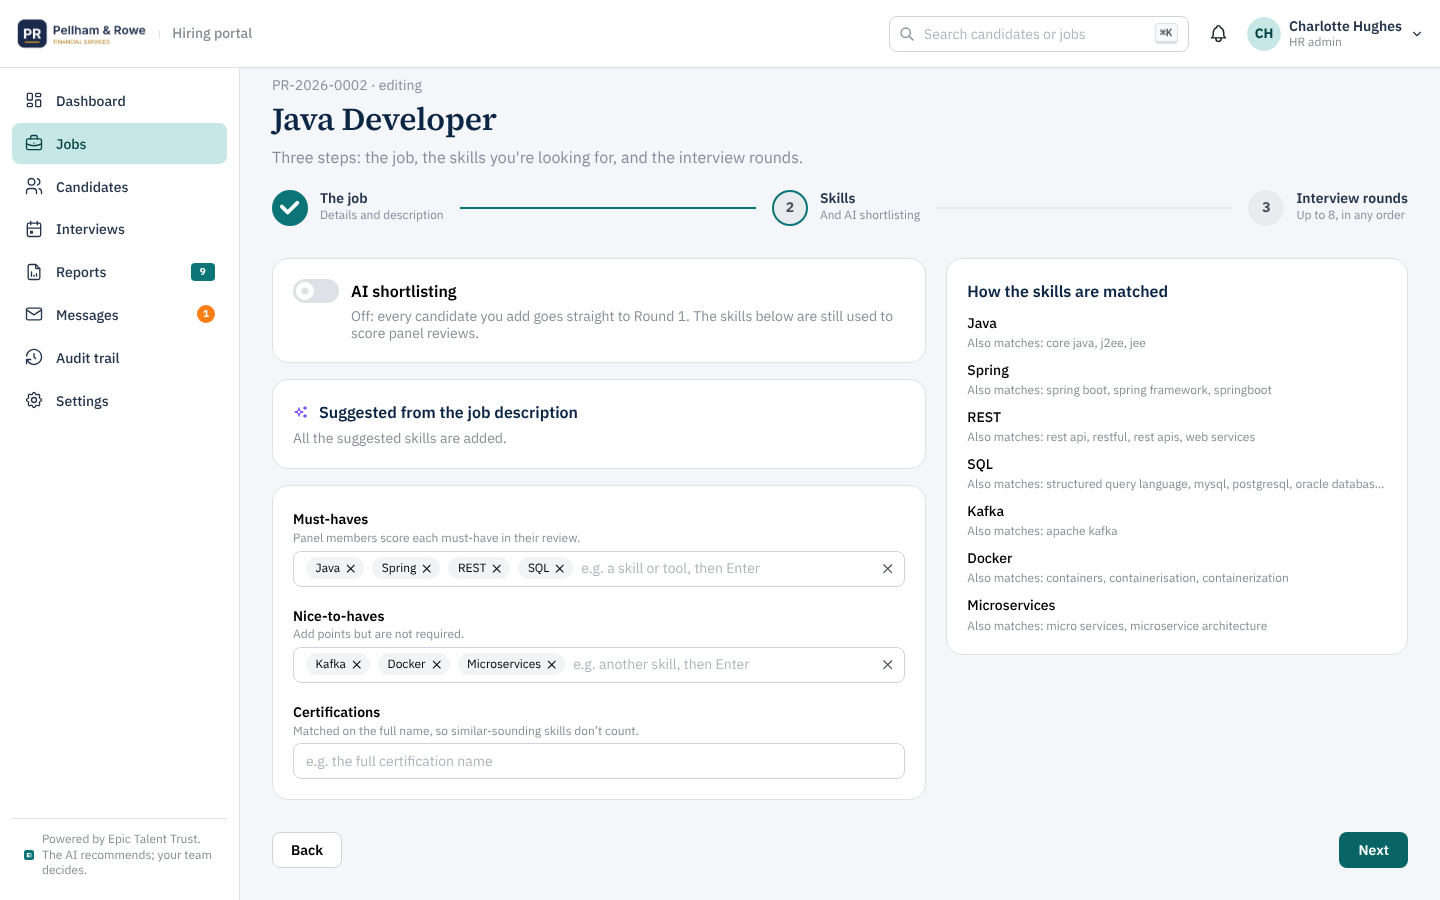 PR
Pellham & Rowe
FINANCIAL SERVICES
Hiring portal
Search candidates or jobs
⌘K
CH
Charlotte Hughes
HR admin
Dashboard
Jobs
Candidates
Interviews
Reports
9
Messages
1
Audit trail
Settings
Powered by Epic Talent Trust.
The AI recommends; your team
decides.
PR-2026-0002 · editing
Java Developer
Three steps: the job, the skills you're looking for, and the interview rounds.
The job
Details and description
2
Skills
And AI shortlisting
3
Interview rounds
Up to 8, in any order
AI shortlisting
Off: every candidate you add goes straight to Round 1. The skills below are still used to
score panel reviews.
Suggested from the job description
All the suggested skills are added.
Must-haves
Panel members score each must-have in their review.
Java Spring REST SQL e.g. a skill or tool, then Enter
Nice-to-haves
Add points but are not required.
Kafka Docker Microservices e.g. another skill, then Enter
Certifications
Matched on the full name, so similar-sounding skills don’t count.
e.g. the full certification name
How the skills are matched
Java
Also matches: core java, j2ee, jee
Spring
Also matches: spring boot, spring framework, springboot
REST
Also matches: rest api, restful, rest apis, web services
SQL
Also matches: structured query language, mysql, postgresql, oracle databas...
Kafka
Also matches: apache kafka
Docker
Also matches: containers, containerisation, containerization
Microservices
Also matches: micro services, microservice architecture
Back
Next